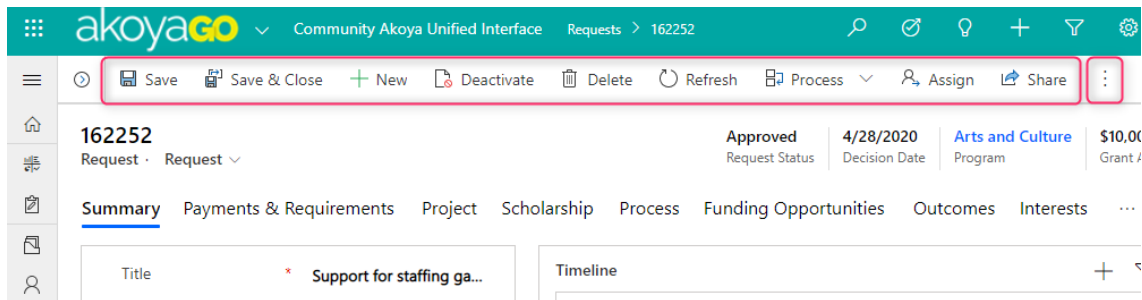 akoyaGO Community Akoya Unified Interface Requests > 162252
Save Save & Close New Deactivate Delete Refresh Process Assign Share
162252
Request · Request
Approved 4/28/2020 Arts and Culture $10,00
Request Status Decision Date Program Grant A
Summary Payments & Requirements Project Scholarship Process Funding Opportunities Outcomes Interests ...
Title * Support for staffing ga...
Timeline